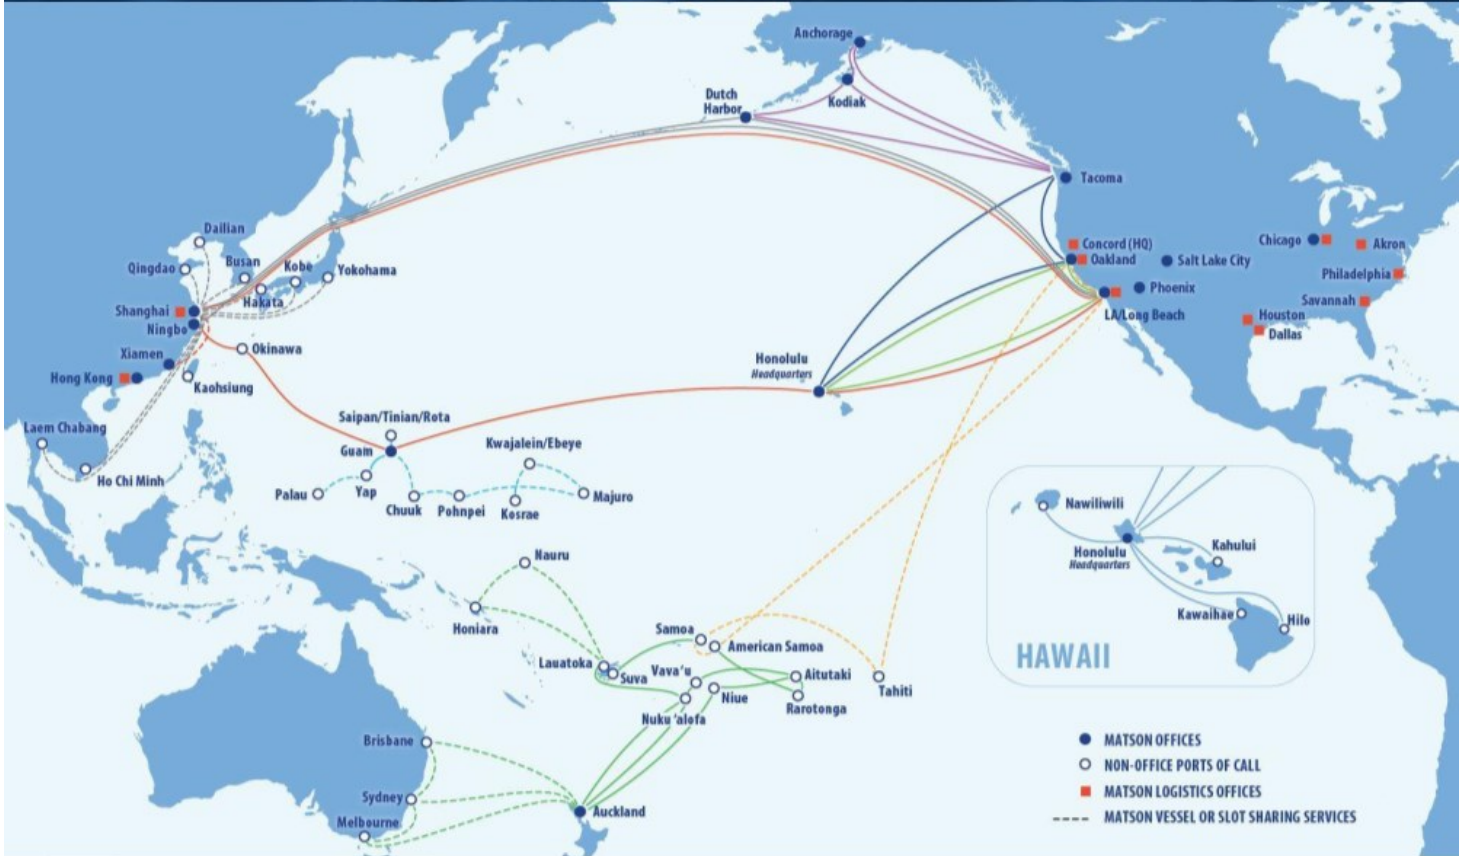 Anchorage
Kodiak
Dutch
Harbor
Tacoma
Dailian
Qingdao
Busan
Kobe
Yokohama
Hakata
Shanghai
Ningbo
Xiamen
Okinawa
Hong Kong
Kaohsiung
Laem Chabang
Ho Chi Minh
Concord (HQ)
Oakland
Salt Lake City
Phoenix
LA/Long Beach
Chicago
Akron
Philadelphia
Savannah
Houston
Dallas
Honolulu
Headquarters
Saipan/Tinian/Rota
Guam
Kwajalein/Ebeye
Palau
Yap
Chuuk
Pohnpei
Kosrae
Majuro
Nauru
Honiara
Lauatoka
Suva
Samoa
American Samoa
Vava‘u
Niue
Nuku ‘alofa
Aitutaki
Rarotonga
Tahiti
Brisbane
Sydney
Melbourne
Auckland
Nawiliwili
Honolulu
Headquarters
Kahului
Kawaihae
Hilo
HAWAII
MATSON OFFICES
NON-OFFICE PORTS OF CALL
MATSON LOGISTICS OFFICES
MATSON VESSEL OR SLOT SHARING SERVICES